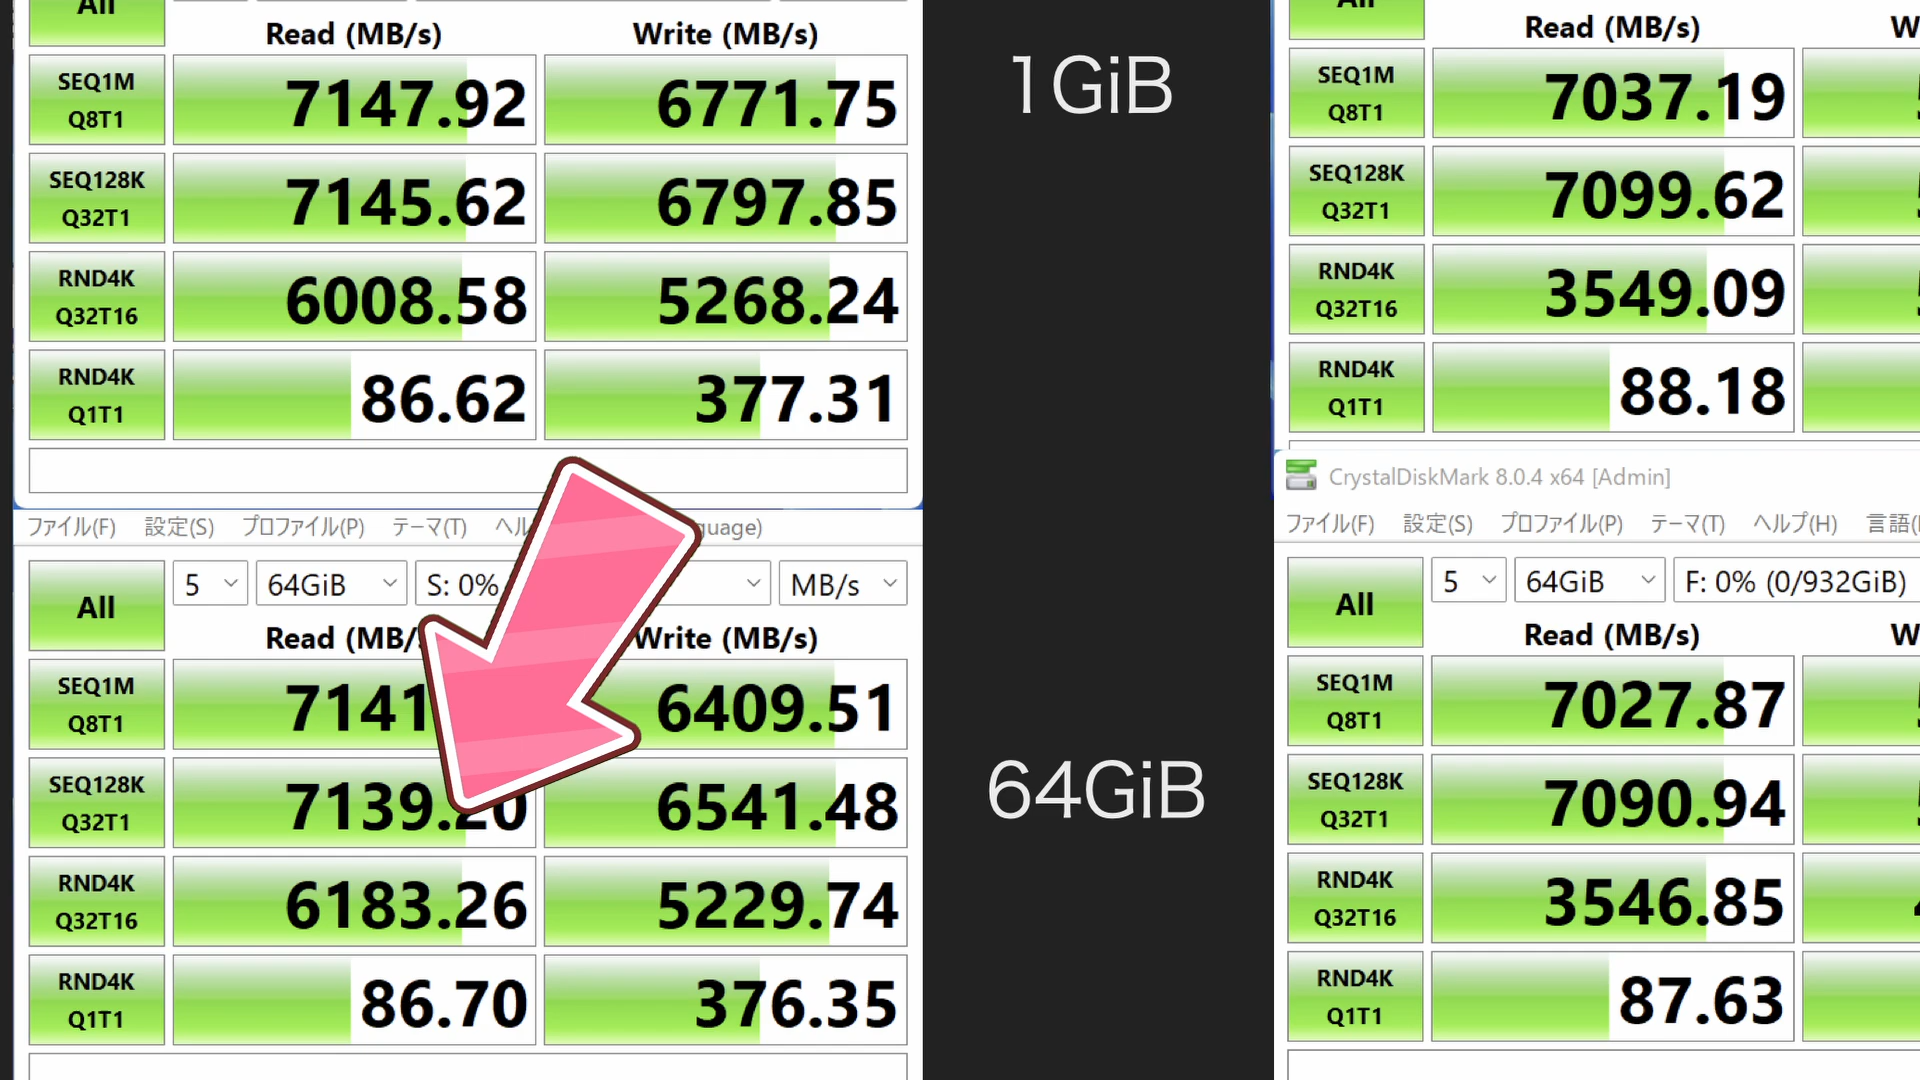 All
Read (MB/s) Write (MB/s)
SEQ1M
Q8T1
7147.92 6771.75
SEQ128K
Q32T1
7145.62 6797.85
RND4K
Q32T16
6008.58 5268.24
RND4K
Q1T1
86.62 377.31
ファイル(F) 設定(S) プロファイル(P) テーマ(T)
All
5 64GiB S: 0% MB/s
Read (MB/ Write (MB/s)
SEQ1M
Q8T1
7141 6409.51
SEQ128K
Q32T1
7139.20 6541.48
RND4K
Q32T16
6183.26 5229.74
RND4K
Q1T1
86.70 376.35
1GiB
64GiB
All
Read (MB/s)
SEQ1M
Q8T1
7037.19
SEQ128K
Q32T1
7099.62
RND4K
Q32T16
3549.09
RND4K
Q1T1
88.18
CrystalDiskMark 8.0.4 x64 [Admin]
ファイル(F) 設定(S) プロファイル(P) テーマ(T) ヘルプ(H) 言語(
All
5 64GiB F: 0% (0/932GiB)
Read (MB/s)
SEQ1M
Q8T1
7027.87
SEQ128K
Q32T1
7090.94
RND4K
Q32T16
3546.85
RND4K
Q1T1
87.63